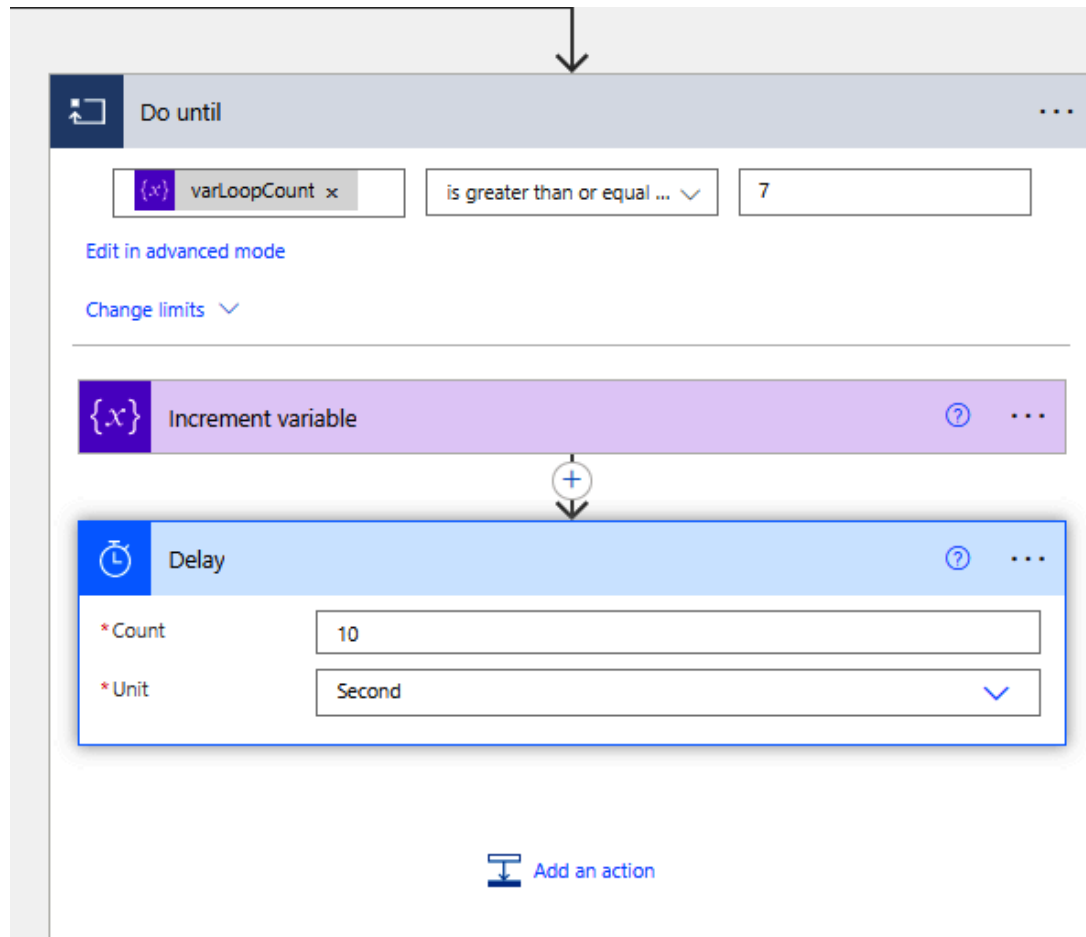 Do until
{x} varLoopCount × is greater than or equal ... 7
Edit in advanced mode
Change limits
{x} Increment variable
Delay
*Count 10
*Unit Second
Add an action